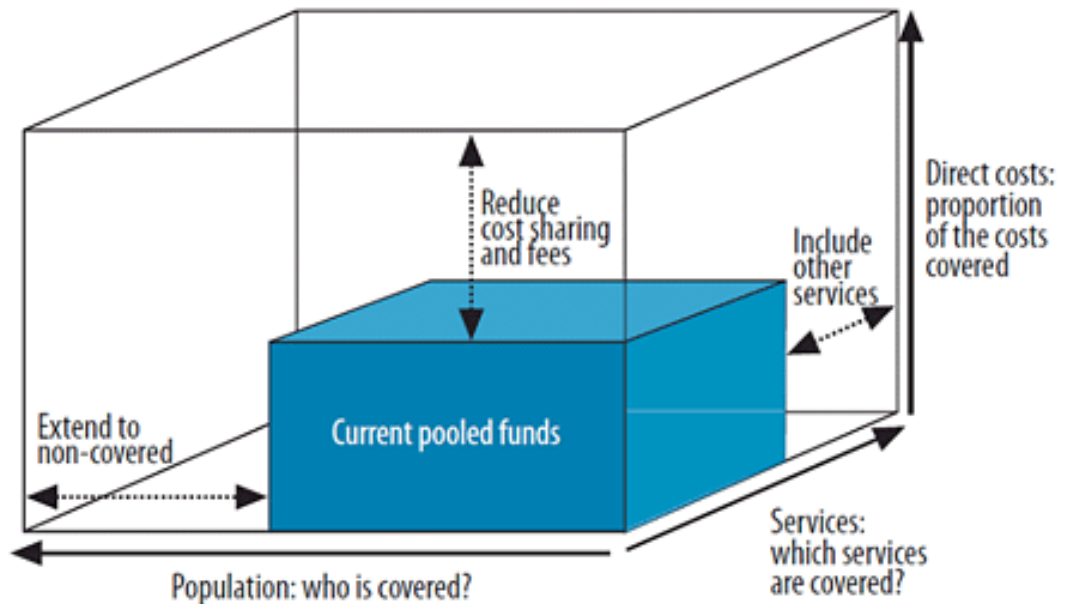 Reduce
cost sharing
and fees
Include
other
services
Direct costs:
proportion
of the costs
covered
Extend to
non-covered
Current pooled funds
Services:
which services
are covered?
Population: who is covered?